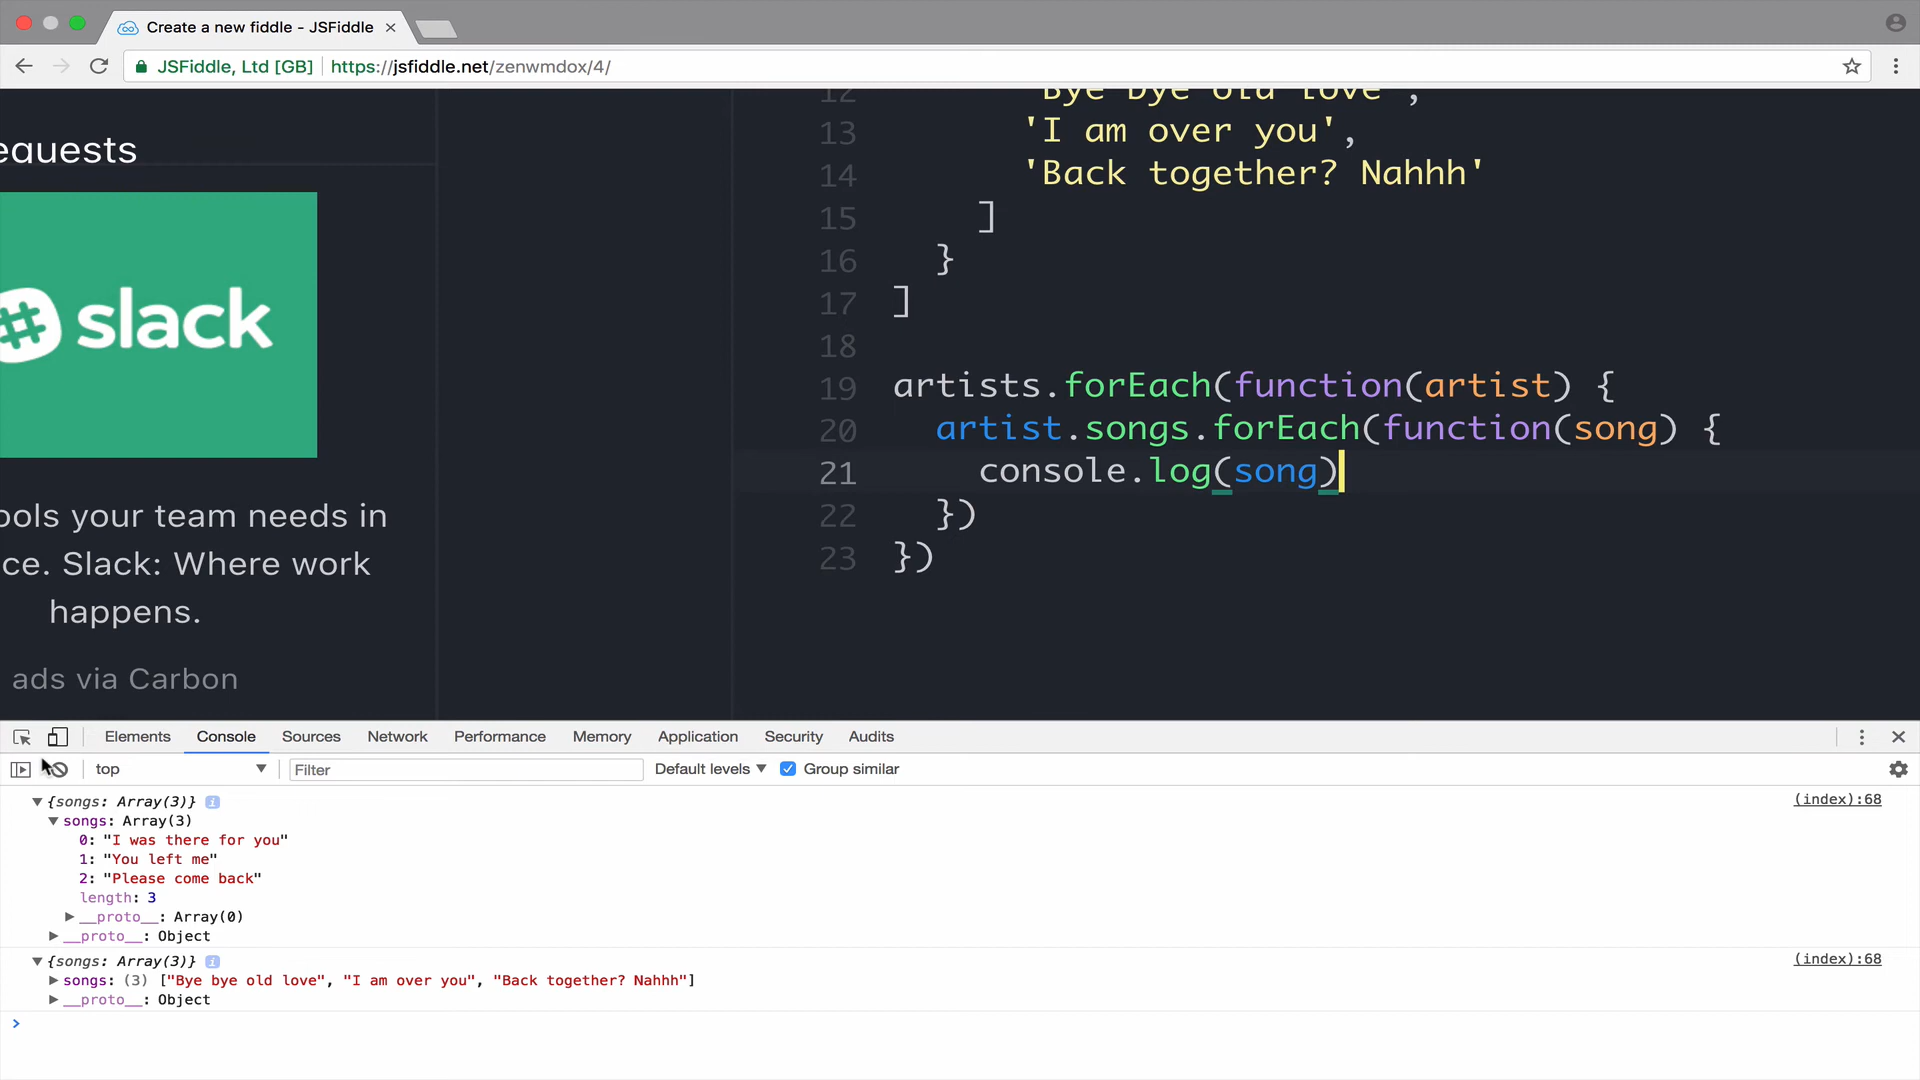 Create a new fiddle - JSFiddle
JSFiddle, Ltd [GB] https://jsfiddle.net/zenwmdox/4/
equests
slack
ools your team needs in
ce. Slack: Where work
happens.
ads via Carbon
12 'Bye bye old love',
13 'I am over you',
14 'Back together? Nahhh'
15 ]
16 }
17 ]
18
19 artists.forEach(function(artist) {
20 artist.songs.forEach(function(song) {
21 console.log(song)
22 })
23 })
Elements Console Sources Network Performance Memory Application Security Audits
top Filter Default levels Group similar
{songs: Array(3)} (index):68
songs: Array(3)
0: "I was there for you"
1: "You left me"
2: "Please come back"
length: 3
__proto__: Array(0)
__proto__: Object
{songs: Array(3)} (index):68
songs: (3) ["Bye bye old love", "I am over you", "Back together? Nahhh"]
__proto__: Object
>